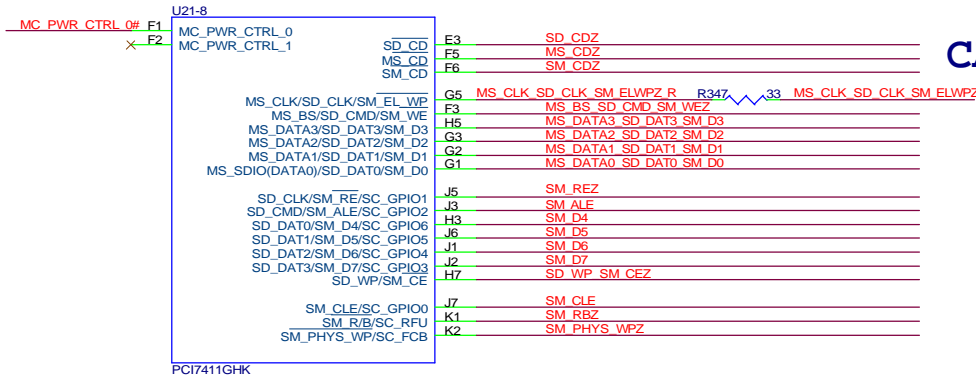 U21-8
MC_PWR_CTRL_0# F1 MC_PWR_CTRL_0
F2 MC_PWR_CTRL_1
SD_CD E3 SD_CDZ
MS_CD F5 MS_CDZ
SM_CD F6 SM_CDZ
MS_CLK/SD_CLK/SM_EL_WP G5 MS_CLK_SD_CLK_SM_ELWPZ_R R347 33 MS_CLK_SD_CLK_SM_ELWPZ
MS_BS/SD_CMD/SM_WE F3 MS_BS_SD_CMD_SM_WEZ
MS_DATA3/SD_DAT3/SM_D3 H5 MS_DATA3_SD_DAT3_SM_D3
MS_DATA2/SD_DAT2/SM_D2 G3 MS_DATA2_SD_DAT2_SM_D2
MS_DATA1/SD_DAT1/SM_D1 G2 MS_DATA1_SD_DAT1_SM_D1
MS_SDIO(DATA0)/SD_DAT0/SM_D0 G1 MS_DATA0_SD_DAT0_SM_D0
SD_CLK/SM_RE/SC_GPIO1 J5 SM_REZ
SD_CMD/SM_ALE/SC_GPIO2 J3 SM_ALE
SD_DAT0/SM_D4/SC_GPIO6 H3 SM_D4
SD_DAT1/SM_D5/SC_GPIO5 J6 SM_D5
SD_DAT2/SM_D6/SC_GPIO4 J1 SM_D6
SD_DAT3/SM_D7/SC_GPIO3 J2 SM_D7
SD_WP/SM_CE H7 SD_WP_SM_CEZ
SM_CLE/SC_GPIO0 J7 SM_CLE
SM_R/B/SC_RFU K1 SM_RBZ
SM_PHYS_WP/SC_FCB K2 SM_PHYS_WPZ
PCI7411GHK